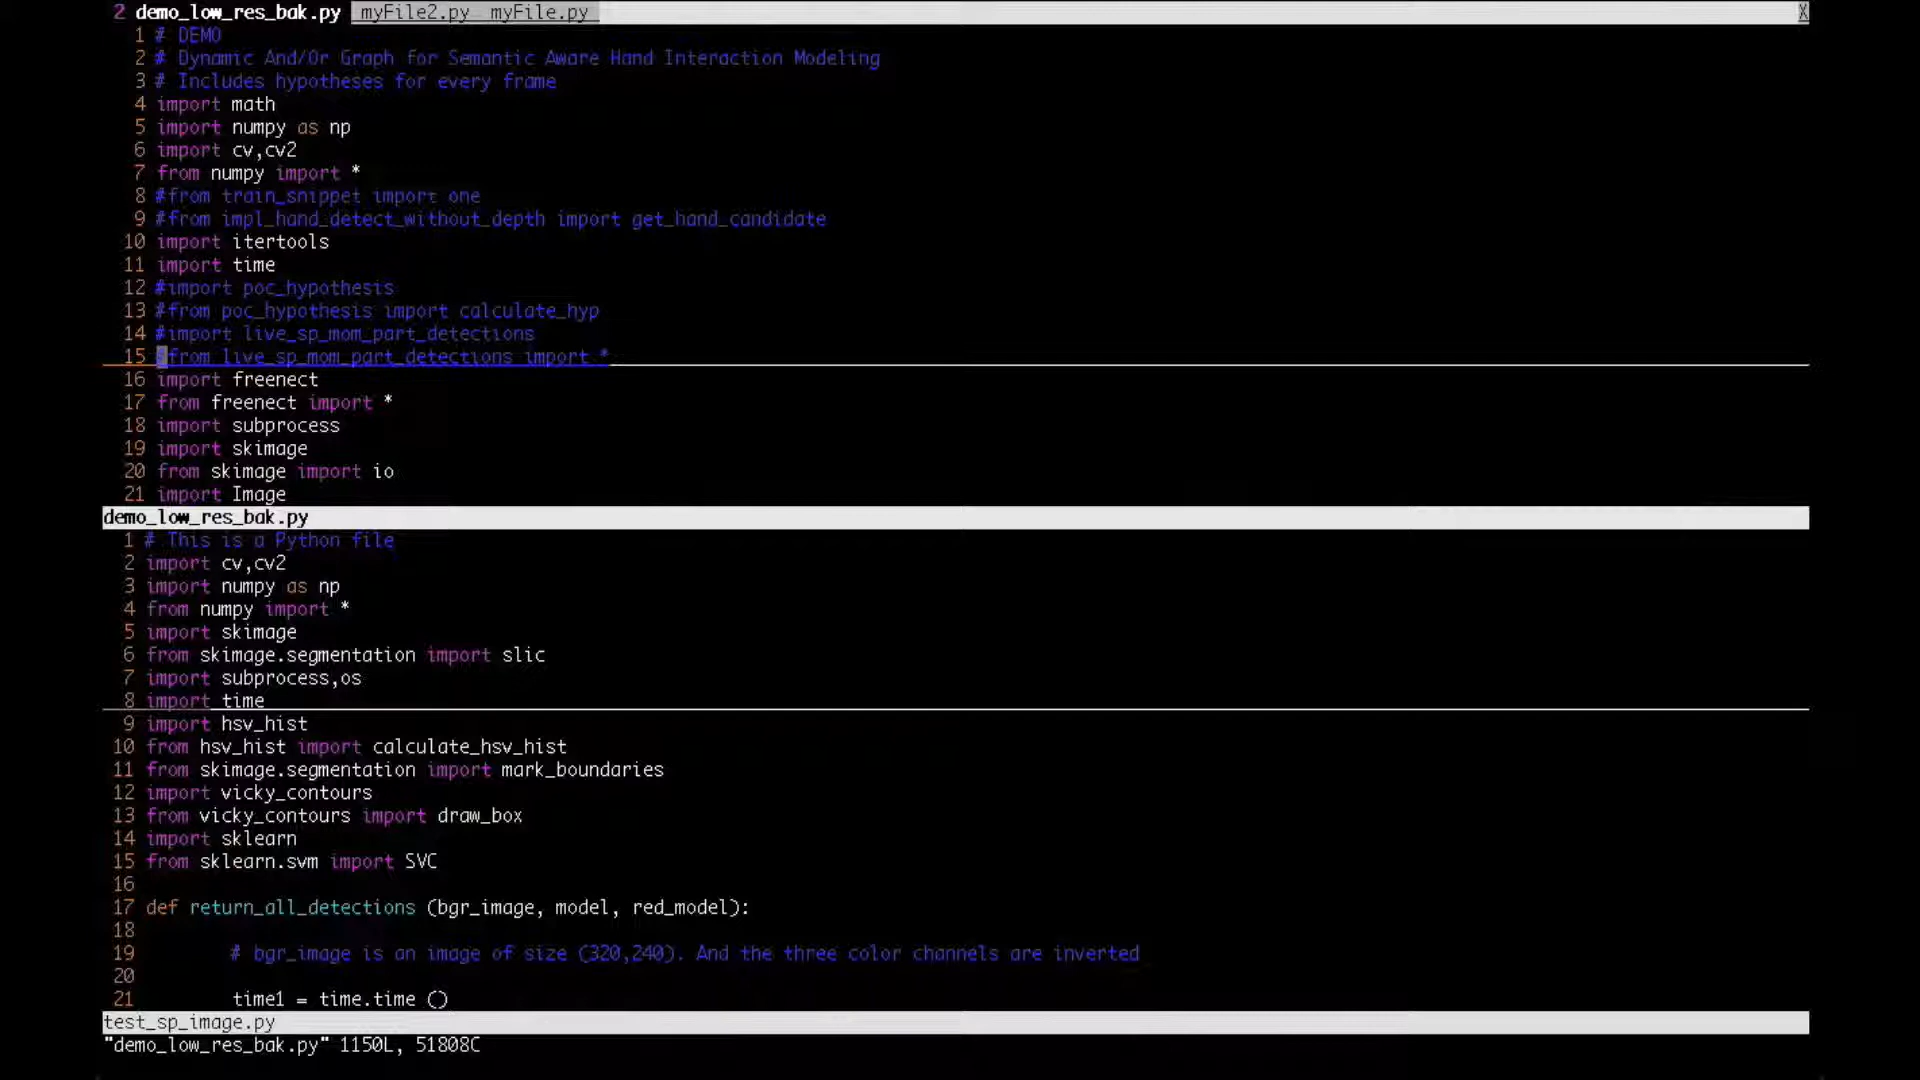 2 demo_low_res_bak.py myFile2.py myFile.py X
1 # DEMO
2 # Dynamic And/Or Graph for Semantic Aware Hand Interaction Modeling
3 # Includes hypotheses for every frame
4 import math
5 import numpy as np
6 import cv,cv2
7 from numpy import *
8 #from train_snippet import one
9 #from impl_hand_detect_without_depth import get_hand_candidate
10 import itertools
11 import time
12 #import poc_hypothesis
13 #from poc_hypothesis import calculate_hyp
14 #import live_sp_mom_part_detections
15 #from live_sp_mom_part_detections import *
16 import freenect
17 from freenect import *
18 import subprocess
19 import skimage
20 from skimage import io
21 import Image
demo_low_res_bak.py
1 # This is a Python file
2 import cv,cv2
3 import numpy as np
4 from numpy import *
5 import skimage
6 from skimage.segmentation import slic
7 import subprocess,os
8 import time
9 import hsv_hist
10 from hsv_hist import calculate_hsv_hist
11 from skimage.segmentation import mark_boundaries
12 import vicky_contours
13 from vicky_contours import draw_box
14 import sklearn
15 from sklearn.svm import SVC
16
17 def return_all_detections (bgr_image, model, red_model):
18
19 # bgr_image is an image of size (320,240). And the three color channels are inverted
20
21 time1 = time.time ()
test_sp_image.py
"demo_low_res_bak.py" 1150L, 51808C